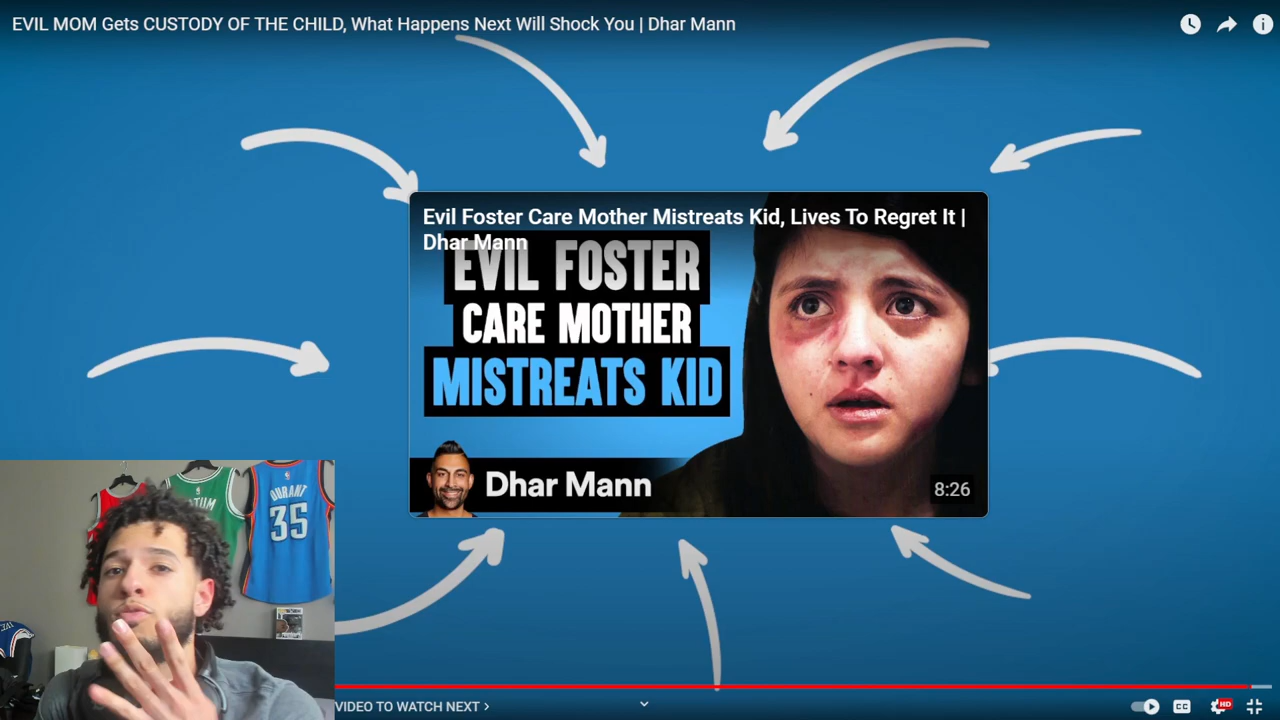 EVIL MOM Gets CUSTODY OF THE CHILD, What Happens Next Will Shock You | Dhar Mann
Evil Foster Care Mother Mistreats Kid, Lives To Regret It |
Dhar Mann
EVIL FOSTER
CARE MOTHER
MISTREATS KID
Dhar Mann
8:26
DURANT
35
VIDEO TO WATCH NEXT
CC
HD